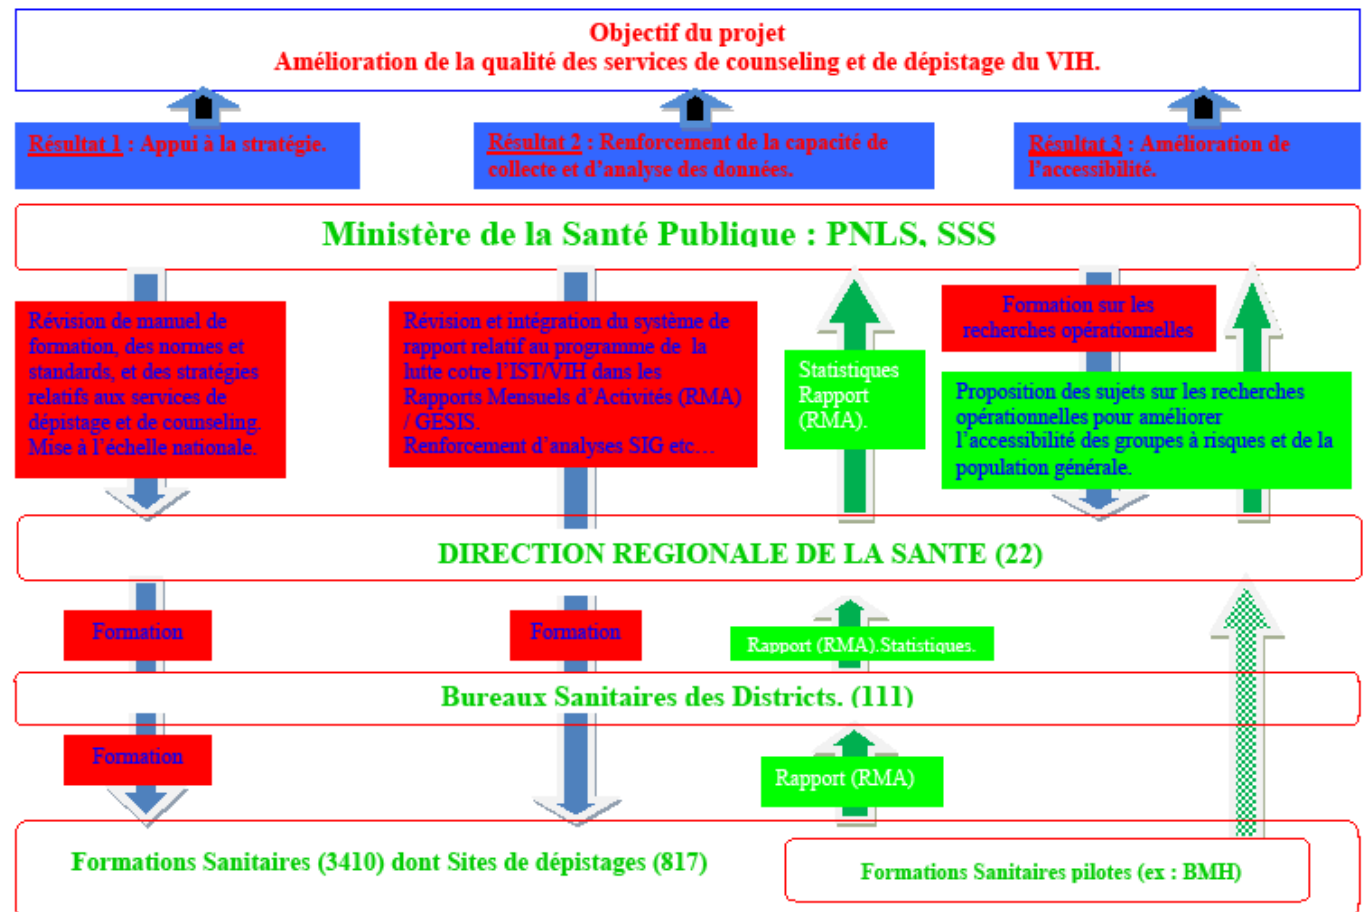 Objectif du projet
Amélioration de la qualité des services de counseling et de dépistage du VIH.
Résultat 1 : Appui à la stratégie.
Résultat 2 : Renforcement de la capacité de
collecte et d'analyse des données.
Résultat 3 : Amélioration de
l'accessibilité.
Ministère de la Santé Publique : PNLS, SSS
Révision de manuel de
formation, des normes et
standards, et des stratégies
relatifs aux services de
dépistage et de counseling.
Mise à l'échelle nationale.
Révision et intégration du système de
rapport relatif au programme de la
lutte cotre l'IST/VIH dans les
Rapports Mensuels d'Activités (RMA)
/ GESIS.
Renforcement d'analyses SIG etc…
Statistiques
Rapport
(RMA).
Formation sur les
recherches opérationnelles
Proposition des sujets sur les recherches
opérationnelles pour améliorer
l'accessibilité des groupes à risques et de la
population générale.
DIRECTION REGIONALE DE LA SANTE (22)
Formation
Formation
Rapport (RMA).Statistiques.
Bureaux Sanitaires des Districts. (111)
Formation
Rapport (RMA)
Formations Sanitaires (3410) dont Sites de dépistages (817)
Formations Sanitaires pilotes (ex : BMH)